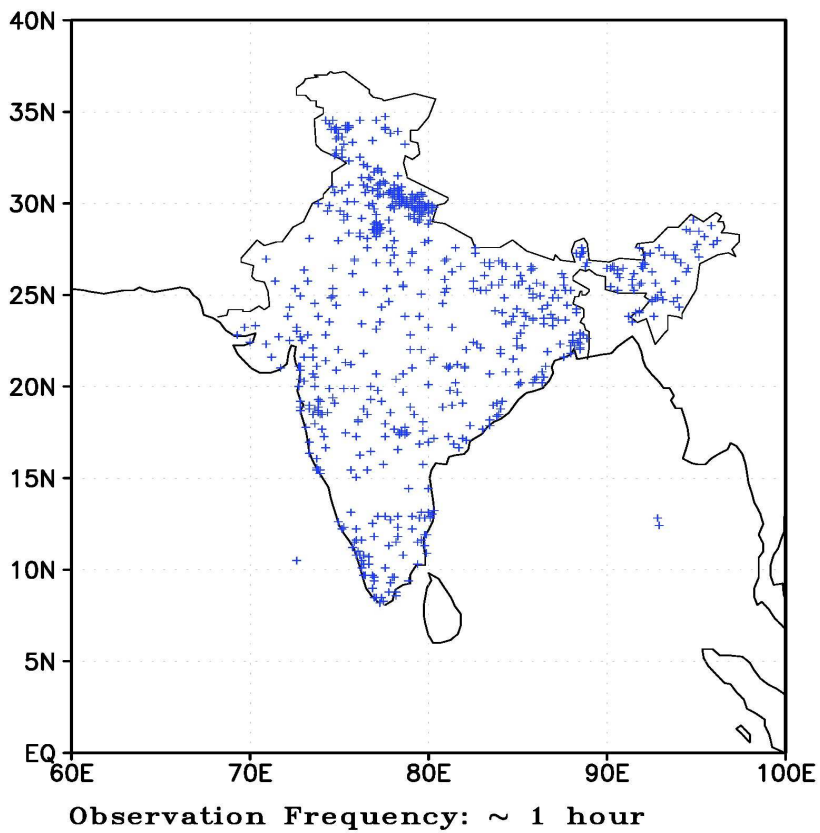 40N
35N
30N
25N
20N
15N
10N
5N
EQ
60E 70E 80E 90E 100E
Observation Frequency: ~ 1 hour